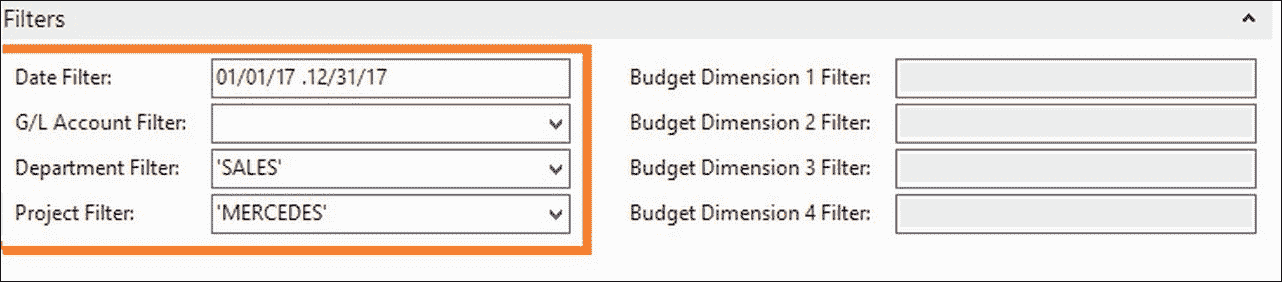 Filters
Date Filter: 01/01/17 .12/31/17 Budget Dimension 1 Filter:
G/L Account Filter: Budget Dimension 2 Filter:
Department Filter: 'SALES' Budget Dimension 3 Filter:
Project Filter: 'MERCEDES' Budget Dimension 4 Filter: